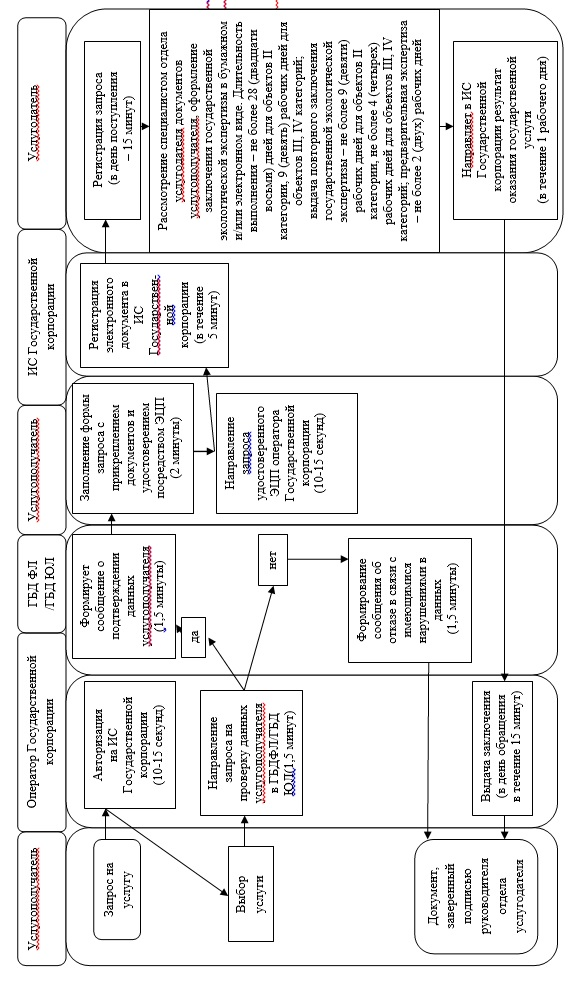 Услугополучатель
Оператор Государственной
корпорации
ГБД ФЛ
/ГБД ЮЛ
Услугополучатель
ИС Государственной
корпорации
Услугодатель
Запрос на
услугу
Выбор
услуги
Документ,
заверенный
подписью
руководителя
отдела
услугодателя
Авторизация
на ИС
Государственной
корпорации
(10-15 секунд)
Направление
запроса на
проверку данных
услугополучателя
в ГБДФЛ/ГБД
ЮЛ(1,5 минут)
Выдача заключения
(в день обращения
в течение 15 минут)
Формирует
сообщение о
подтверждении
данных
услугополучателя
(1,5 минуты)
да
нет
Формирование
сообщения об
отказе в связи с
имеющимися
нарушениями в
данных
(1,5 минуты)
Заполнение формы
запроса с
прикреплением
документов и
удостоверением
посредством ЭЦП
(2 минуты)
Направление
запроса
удостоверенного
ЭЦП оператора
Государственной
корпорации
(10-15 секунд)
Регистрация
электронного
документа в
ИС
Государствен-
ной
корпорации
(в течение
5 минут)
Регистрация запроса
(в день поступления
– 15 минут)
Рассмотрение специалистом отдела
услугодателя документов
услугополучателя, оформление
заключения государственной
экологической экспертизы в бумажном
и/или электронном виде. Длительность
выполнения – не более 28 (двадцати
восьми) дней для объектов II
категории, 9 (девять) рабочих дней для
объектов III, IV категорий;
выдача повторного заключения
государственной экологической
экспертизы – не более 9 (девяти)
рабочих дней для объектов II
категории, не более 4 (четырех)
рабочих дней для объектов III, IV
категорий; предварительная экспертиза
– не более 2 (двух) рабочих дней
Направляет в ИС
Государственной
корпорации результат
оказания государственной
услуги
(в течение 1 рабочего дня)